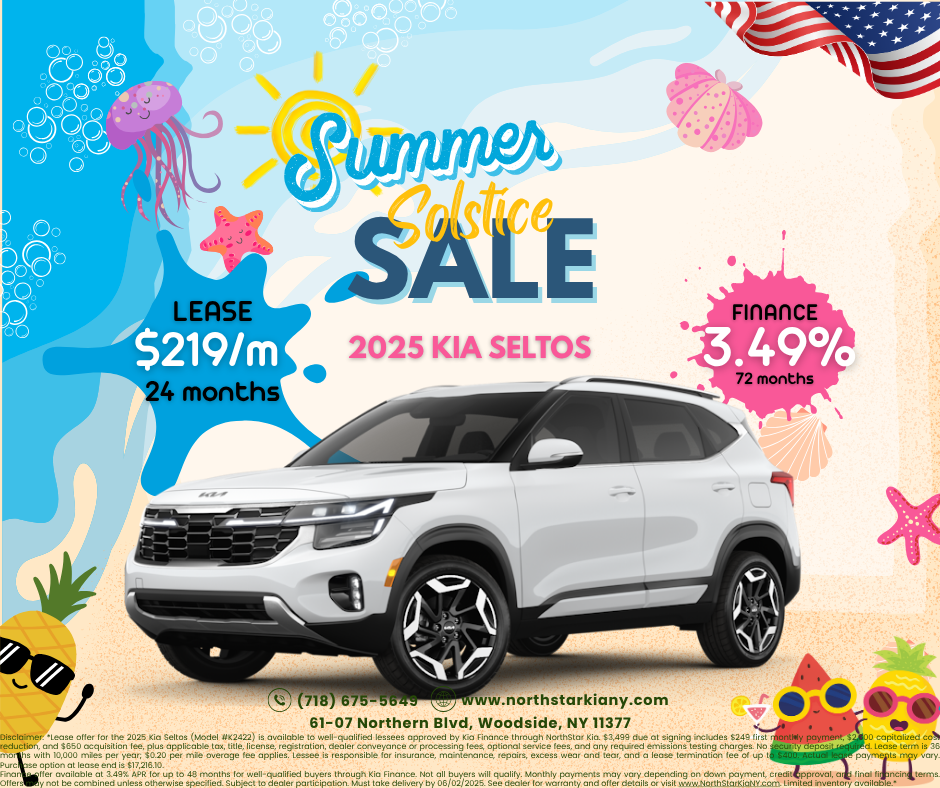 Summer
Solstice
SALE
LEASE
$219/m
24 months
2025 KIA SELTOS
FINANCE
3.49%
72 months
KIA
(718) 675-5649 www.northstarkiany.com
61-07 Northern Blvd, Woodside, NY 11377
Disclaimer: *Lease offer for the 2025 Kia Seltos (Model #K2422) is available to well-qualified lessees approved by Kia Finance through NorthStar Kia. $3,499 due at signing includes $249 first monthly payment, capitalized cost
reduction, and $650 acquisition fee, plus applicable tax, title, license, registration, dealer conveyance or processing fees, optional service fees, and any required emissions testing charges. No security deposit required. Lease term is 36
months with 10,000 miles per year; $0.20 per mile overage fee applies. Lessee is responsible for insurance, maintenance, repairs, excess wear and tear, and a lease termination fee of up to $400. Actual lease payments may vary.
Purchase option at lease end is $17,216.10.
Finance offer available at 3.49% APR for up to 48 months for well-qualified buyers through Kia Finance. Not all buyers will qualify. Monthly payments may vary depending on down payment, credit approval, and final financing terms.
Offers may not be combined unless otherwise specified. Subject to dealer participation. Must take delivery by 06/02/2025. See dealer for warranty and offer details or visit www.NorthStarKiaNY.com. Limited inventory available.*